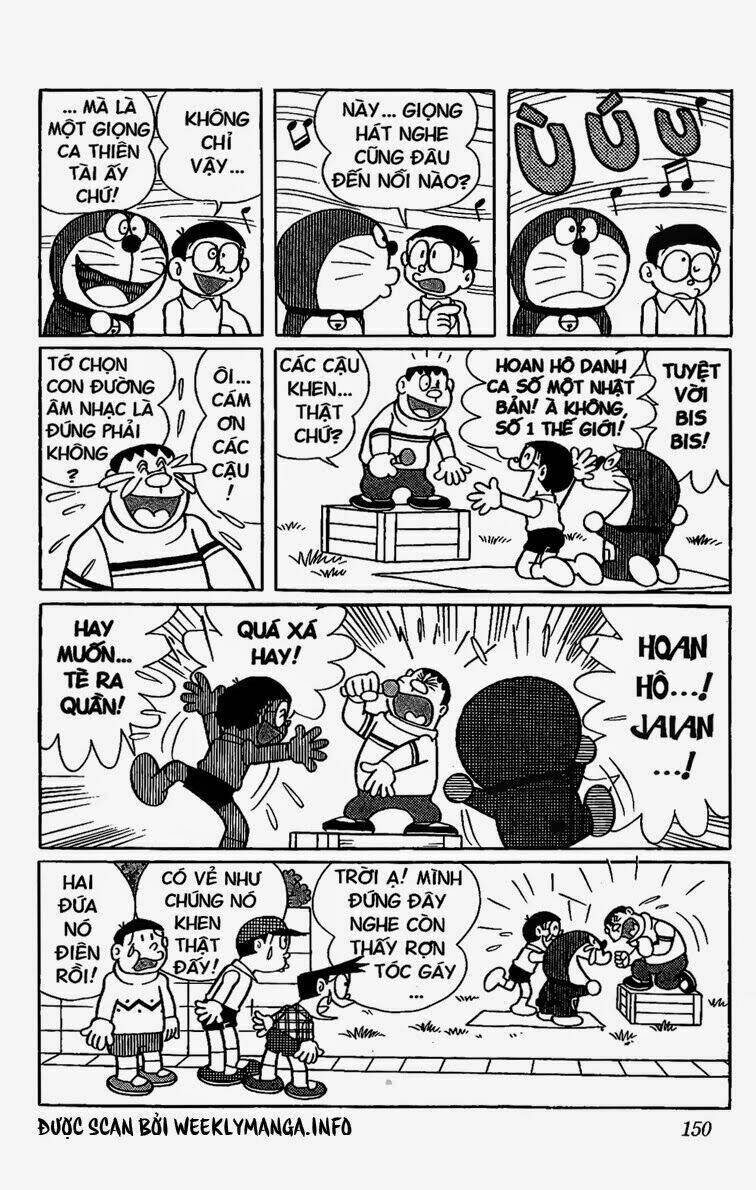 Ù Ú U
NÀY... GIỌNG
HÁT NGHE
CŨNG ĐÂU
ĐẾN NỔI NÀO?
KHÔNG
CHỈ
VẬY...
... MÀ LÀ
MỘT GIỌNG
CA THIÊN
TÀI ẤY
CHỨ!
TUYỆT
VỜI
BIS
BIS!
HOAN HÔ DANH
CA SỐ MỘT NHẬT
BẢN! À KHÔNG,
SỐ 1 THẾ GIỚI!
CÁC CẬU
KHEN...
THẬT
CHỨ?
ÔI...
CÁM
ƠN
CÁC
CẬU
!
TỚ CHỌN
CON ĐƯỜNG
ÂM NHẠC LÀ
ĐÚNG PHẢI
KHÔNG
?
HOAN
HÔ...!
JAIAN
...!
QUÁ XÁ
HAY!
HAY
MUỐN...
TÈ RA
QUẦN!
TRỜI Ạ! MÌNH
ĐỨNG ĐÂY
NGHE CÒN
THẤY RỢN
TÓC GÁY
...
CÓ VẺ NHƯ
CHÚNG NÓ
KHEN
THẬT
ĐẤY!
HAI
ĐỨA
NÓ
ĐIÊN
RỒI!
ĐƯỢC SCAN BỞI WEEKLYMANGA.INFO
150